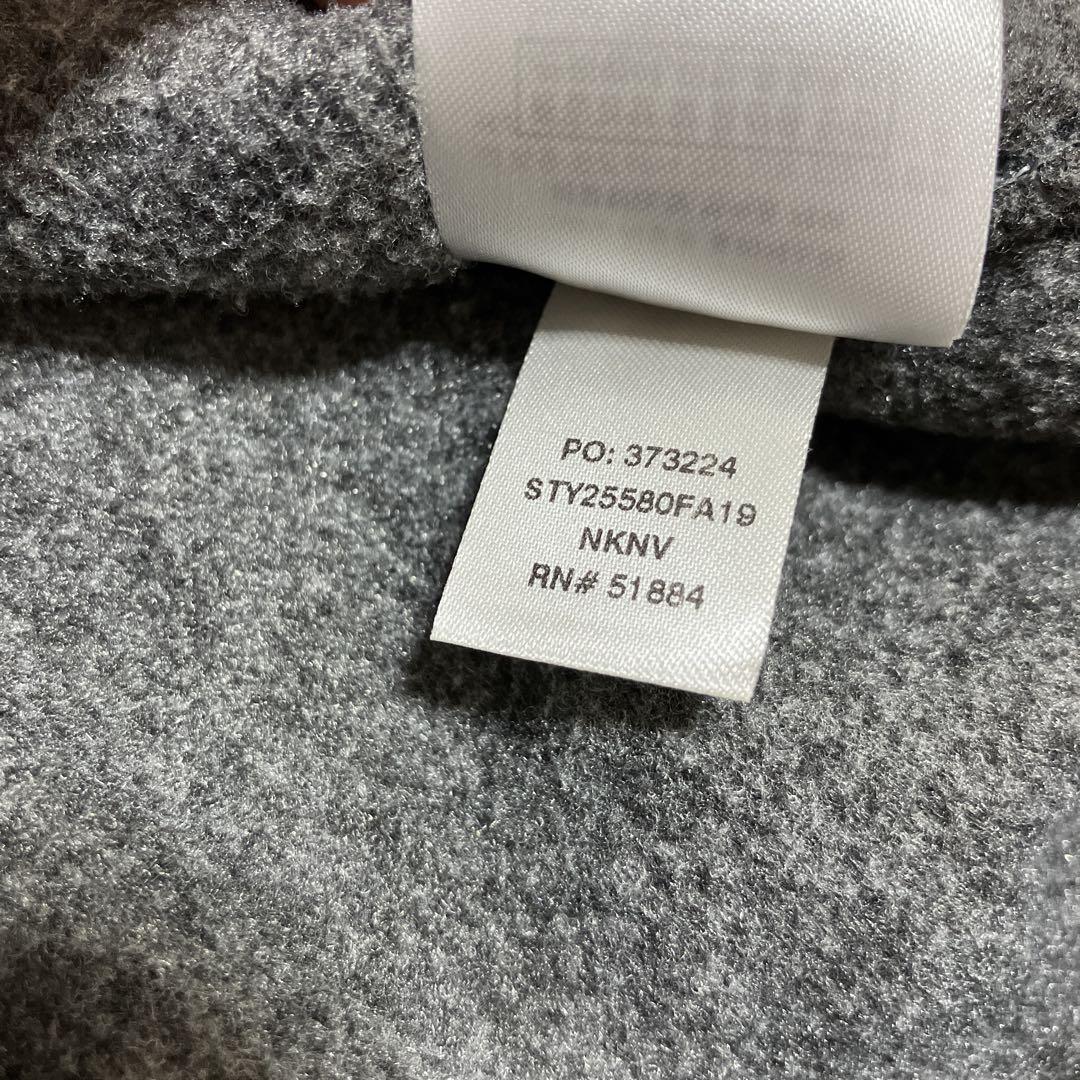 PO: 373224
STY25580FA19
NKNV
RN# 51884